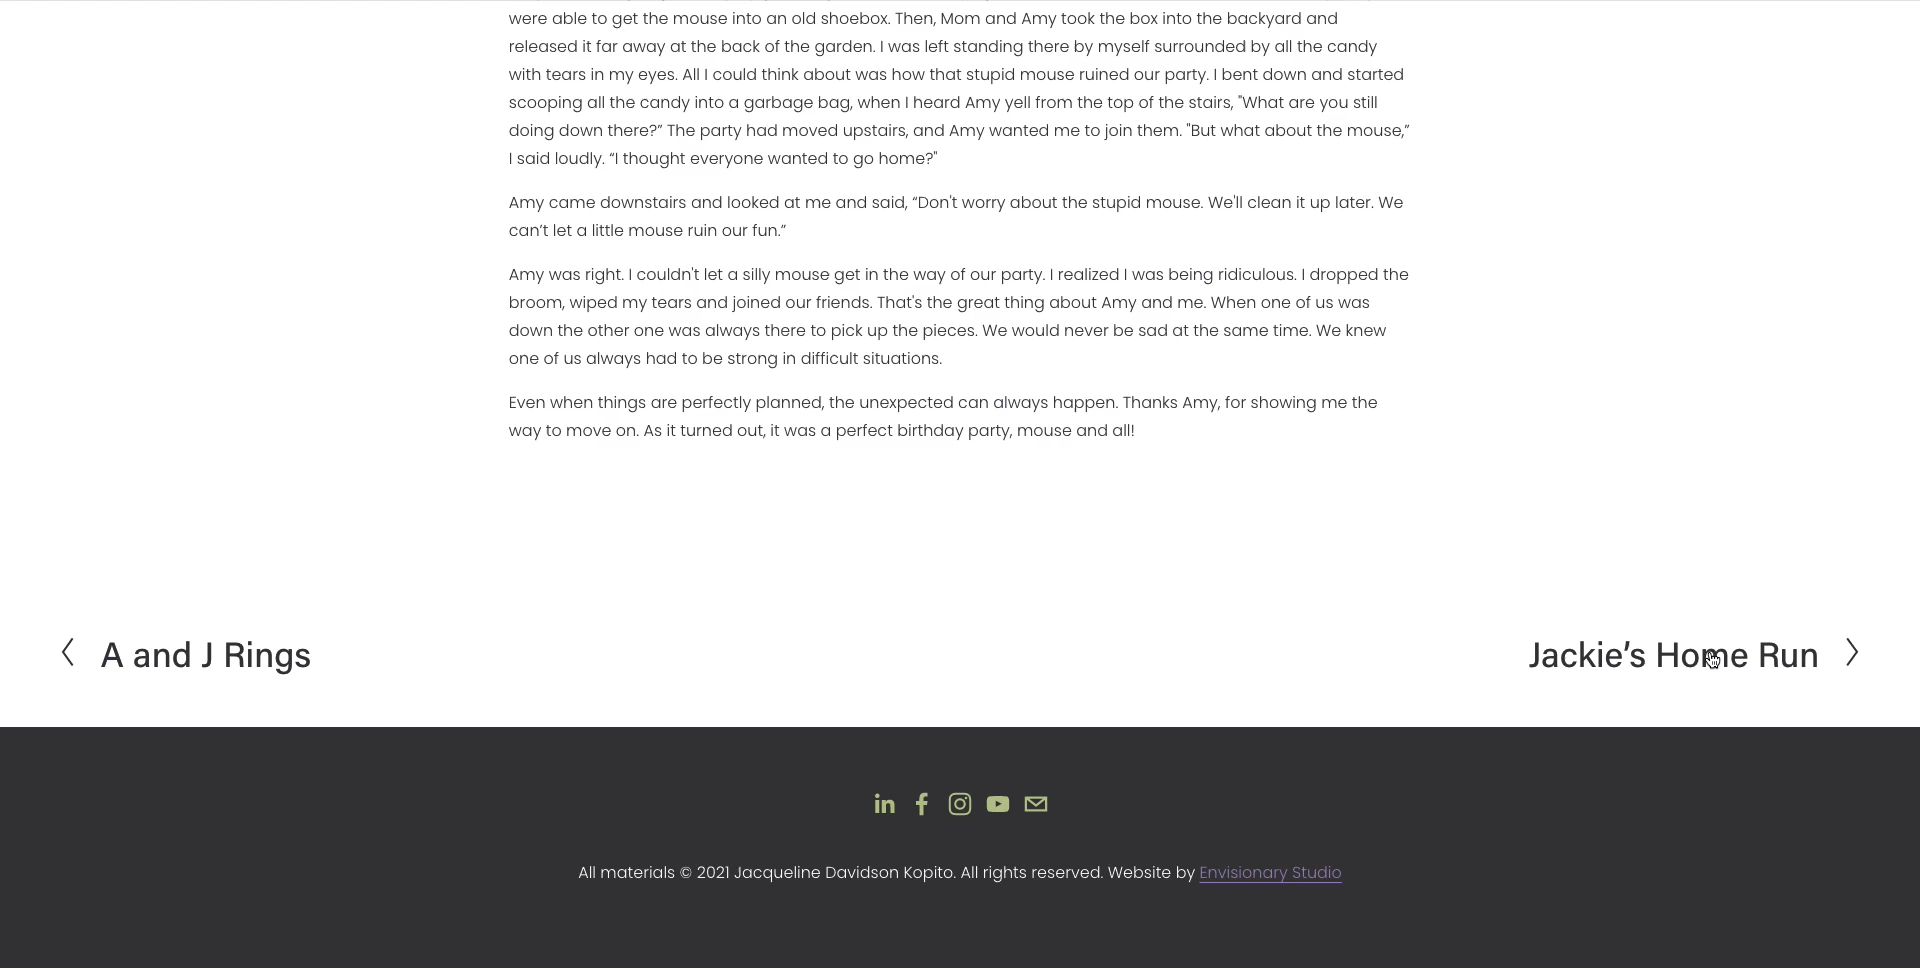 were able to get the mouse into an old shoebox. Then, Mom and Amy took the box into the backyard and
released it far away at the back of the garden. I was left standing there by myself surrounded by all the candy
with tears in my eyes. All I could think about was how that stupid mouse ruined our party. I bent down and started
scooping all the candy into a garbage bag, when I heard Amy yell from the top of the stairs, "What are you still
doing down there?” The party had moved upstairs, and Amy wanted me to join them. "But what about the mouse,”
I said loudly. “I thought everyone wanted to go home?"
Amy came downstairs and looked at me and said, “Don't worry about the stupid mouse. We'll clean it up later. We
can’t let a little mouse ruin our fun.”
Amy was right. I couldn't let a silly mouse get in the way of our party. I realized I was being ridiculous. I dropped the
broom, wiped my tears and joined our friends. That's the great thing about Amy and me. When one of us was
down the other one was always there to pick up the pieces. We would never be sad at the same time. We knew
one of us always had to be strong in difficult situations.
Even when things are perfectly planned, the unexpected can always happen. Thanks Amy, for showing me the
way to move on. As it turned out, it was a perfect birthday party, mouse and all!
A and J Rings
Jackie’s Home Run
All materials © 2021 Jacqueline Davidson Kopito. All rights reserved. Website by Envisionary Studio